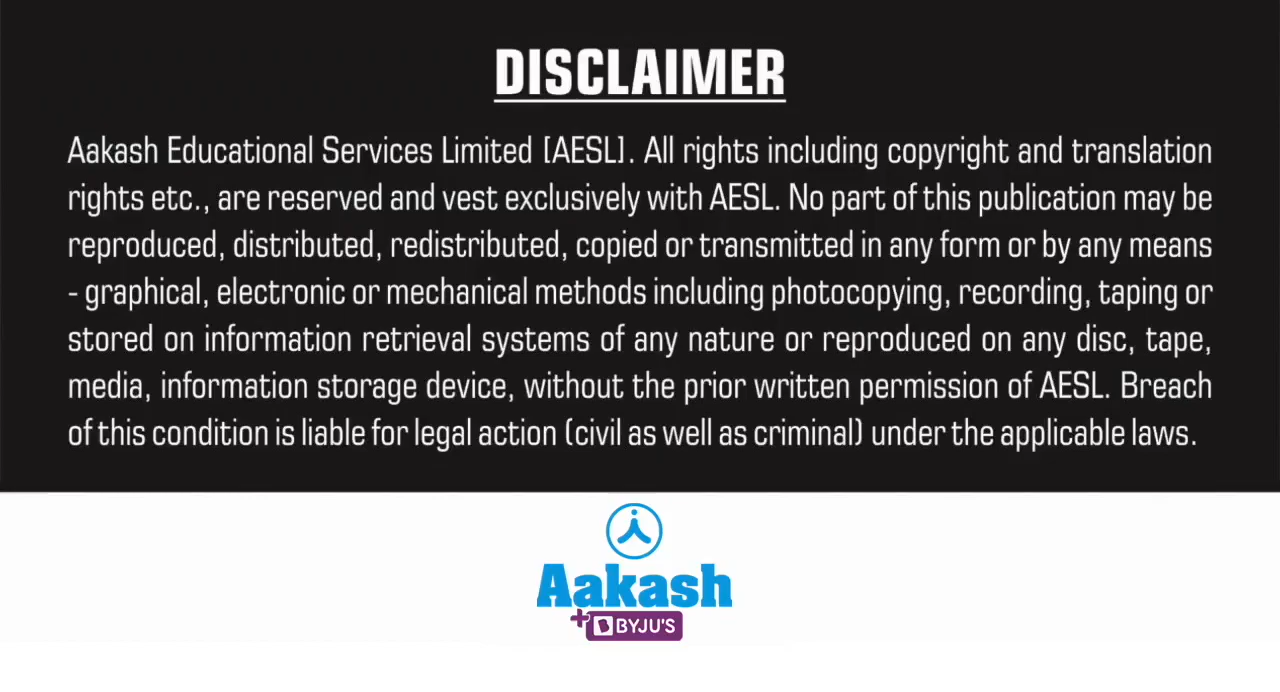 DISCLAIMER
Aakash Educational Services Limited [AESL]. All rights including copyright and translation
rights etc., are reserved and vest exclusively with AESL. No part of this publication may be
reproduced, distributed, redistributed, copied or transmitted in any form or by any means
- graphical, electronic or mechanical methods including photocopying, recording, taping or
stored on information retrieval systems of any nature or reproduced on any disc, tape,
media, information storage device, without the prior written permission of AESL. Breach
of this condition is liable for legal action (civil as well as criminal) under the applicable laws.
Aakash
+ BYJU'S